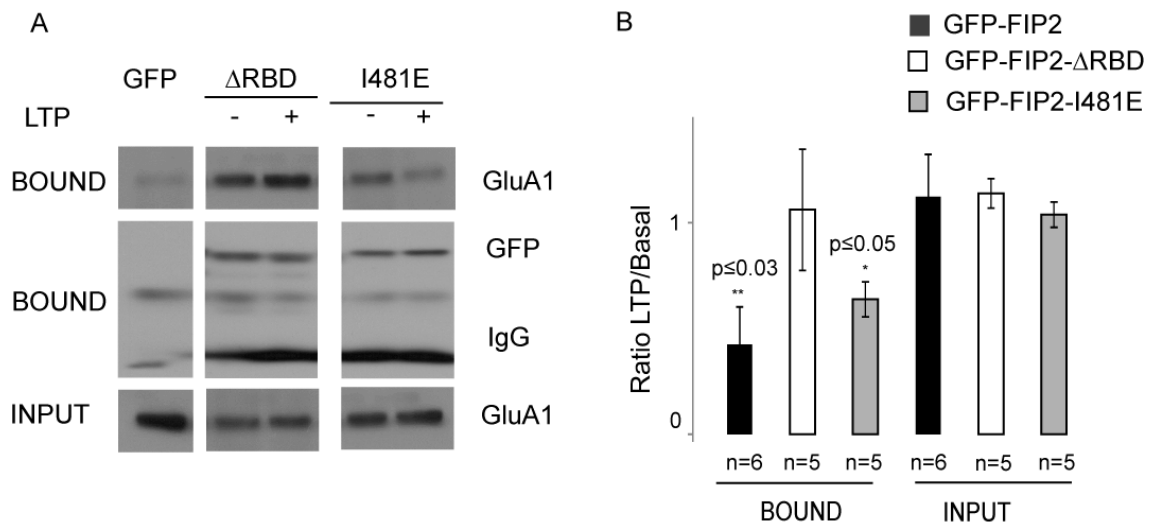 A
GFP ΔRBD I481E
LTP - + - +
BOUND GluA1
BOUND GFP
IgG
INPUT GluA1
B
GFP-FIP2
GFP-FIP2-ΔRBD
GFP-FIP2-I481E
Ratio LTP/Basal
1
0
p≤0.03
**
p≤0.05
*
n=6 n=5 n=5 n=6 n=5 n=5
BOUND INPUT